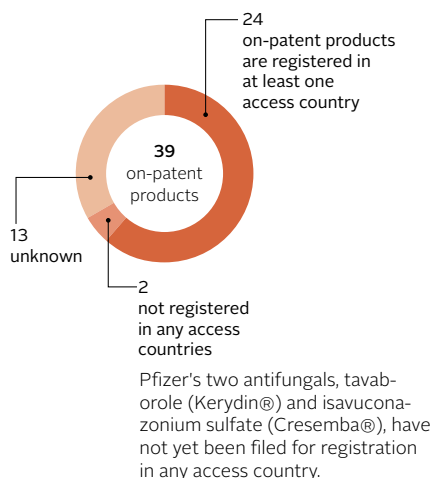 24
on-patent products
are registered in
at least one
access country
39
on-patent
products
13
unknown
2
not registered
in any access
countries
Pfizer's two antifungals, tavab-
orole (Kerydin®) and isavucona-
zonium sulfate (Cresemba®), have
not yet been filed for registration
in any access country.